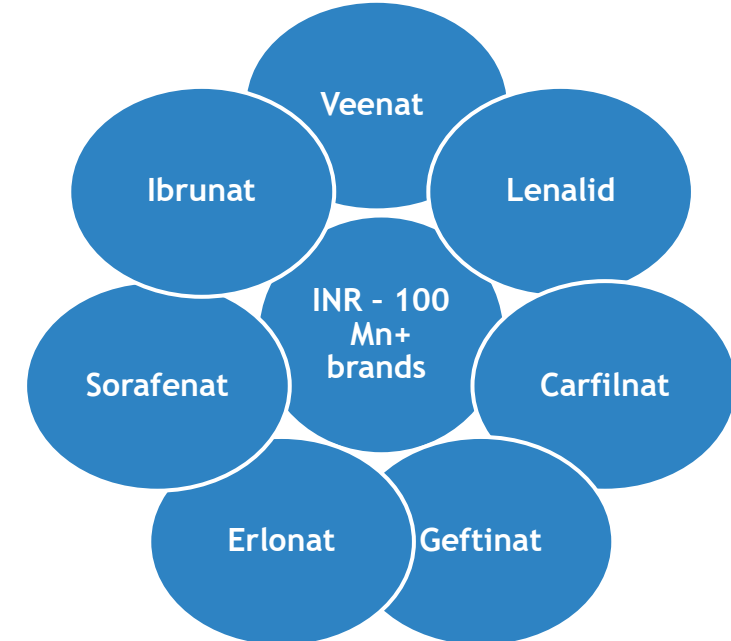 Veenat
Ibrunat
Lenalid
INR – 100
Mn+
brands
Sorafenat
Carfilnat
Erlonat
Geftinat